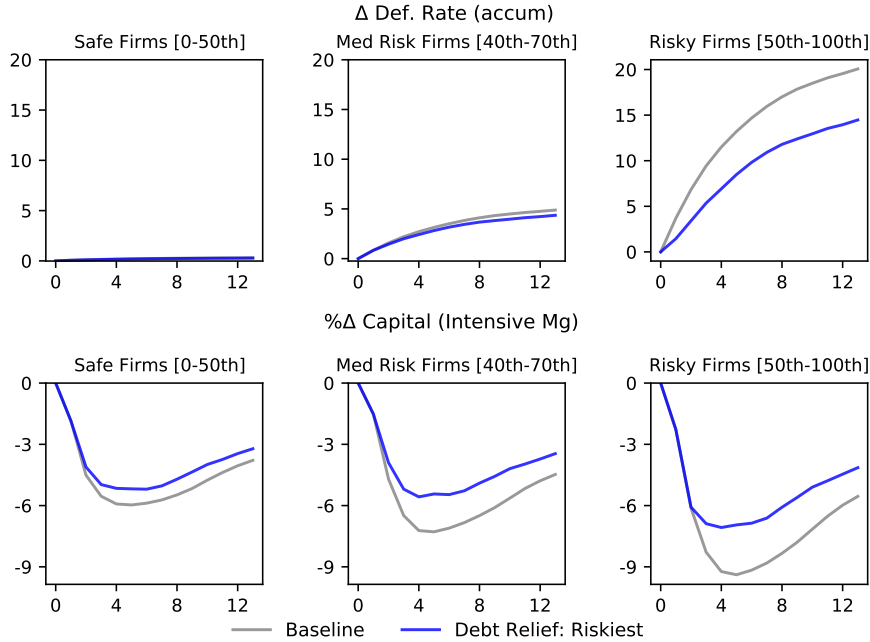 Δ Def. Rate (accum)
Safe Firms [0-50th]
Med Risk Firms [40th-70th]
Risky Firms [50th-100th]
20
15
10
5
0
0 4 8 12
20
15
10
5
0
0 4 8 12
20
15
10
5
0
0 4 8 12
%Δ Capital (Intensive Mg)
Safe Firms [0-50th]
Med Risk Firms [40th-70th]
Risky Firms [50th-100th]
0
-3
-6
-9
0 4 8 12
0
-3
-6
-9
0 4 8 12
0
-3
-6
-9
0 4 8 12
Baseline
Debt Relief: Riskiest